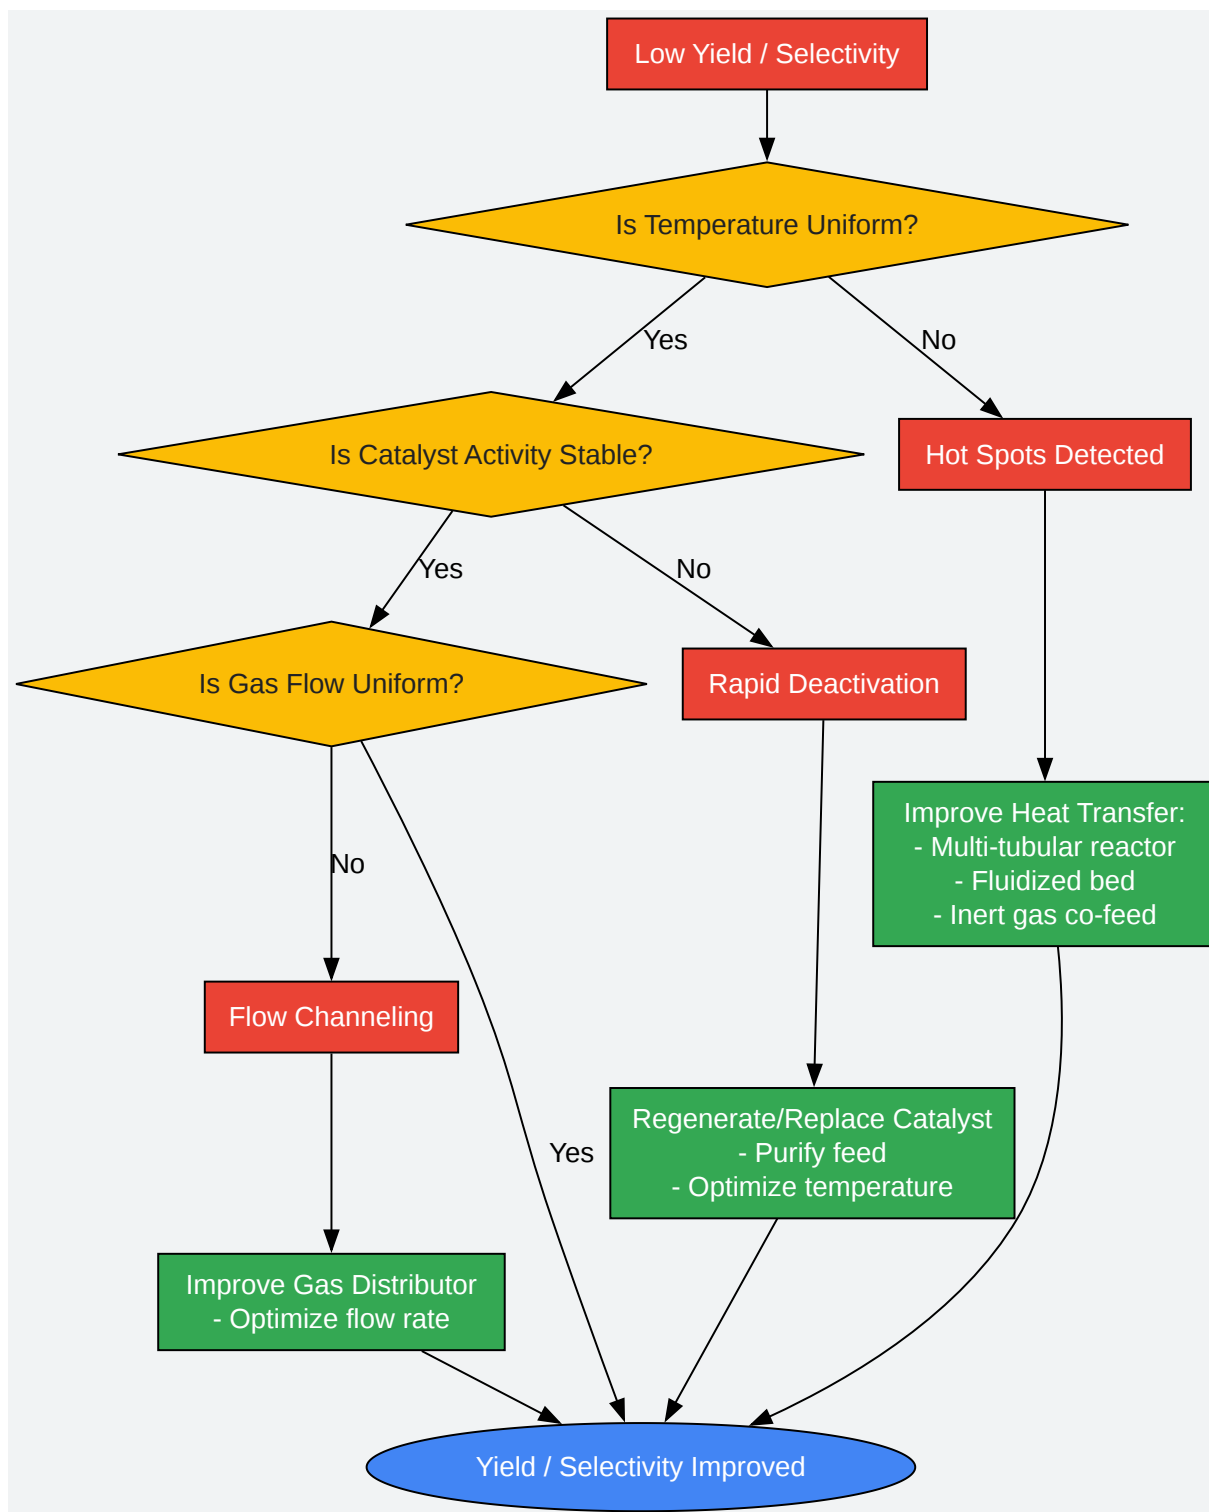 Low Yield / Selectivity
Is Temperature Uniform?
Yes
No
Is Catalyst Activity Stable?
Hot Spots Detected
Yes
No
Is Gas Flow Uniform?
Rapid Deactivation
Improve Heat Transfer:
- Multi-tubular reactor
- Fluidized bed
- Inert gas co-feed
No
Flow Channeling
Yes
Regenerate/Replace Catalyst
- Purify feed
- Optimize temperature
Improve Gas Distributor
- Optimize flow rate
Yield / Selectivity Improved